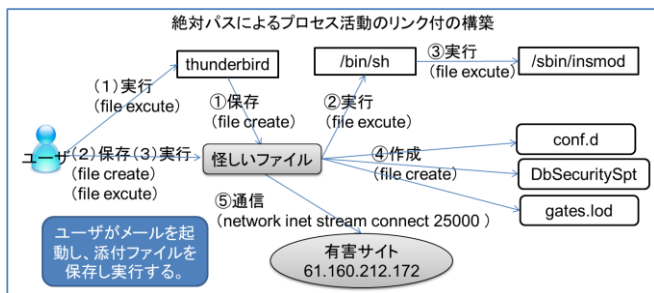 絶対パスによるプロセス活動のリンク付の構築
(1)実行
(file excute)
thunderbird
/bin/sh
③実行
(file excute)
/sbin/insmod
①保存
(file create)
②実行
(file excute)
ユーザ
(2)保存(3)実行
(file create)
(file excute)
怪しいファイル
④作成
(file create)
conf.d
DbSecuritySpt
gates.lod
⑤通信
(network inet stream connect 25000 )
ユーザがメールを起
動し、添付ファイルを
保存し実行する。
有害サイト
61.160.212.172